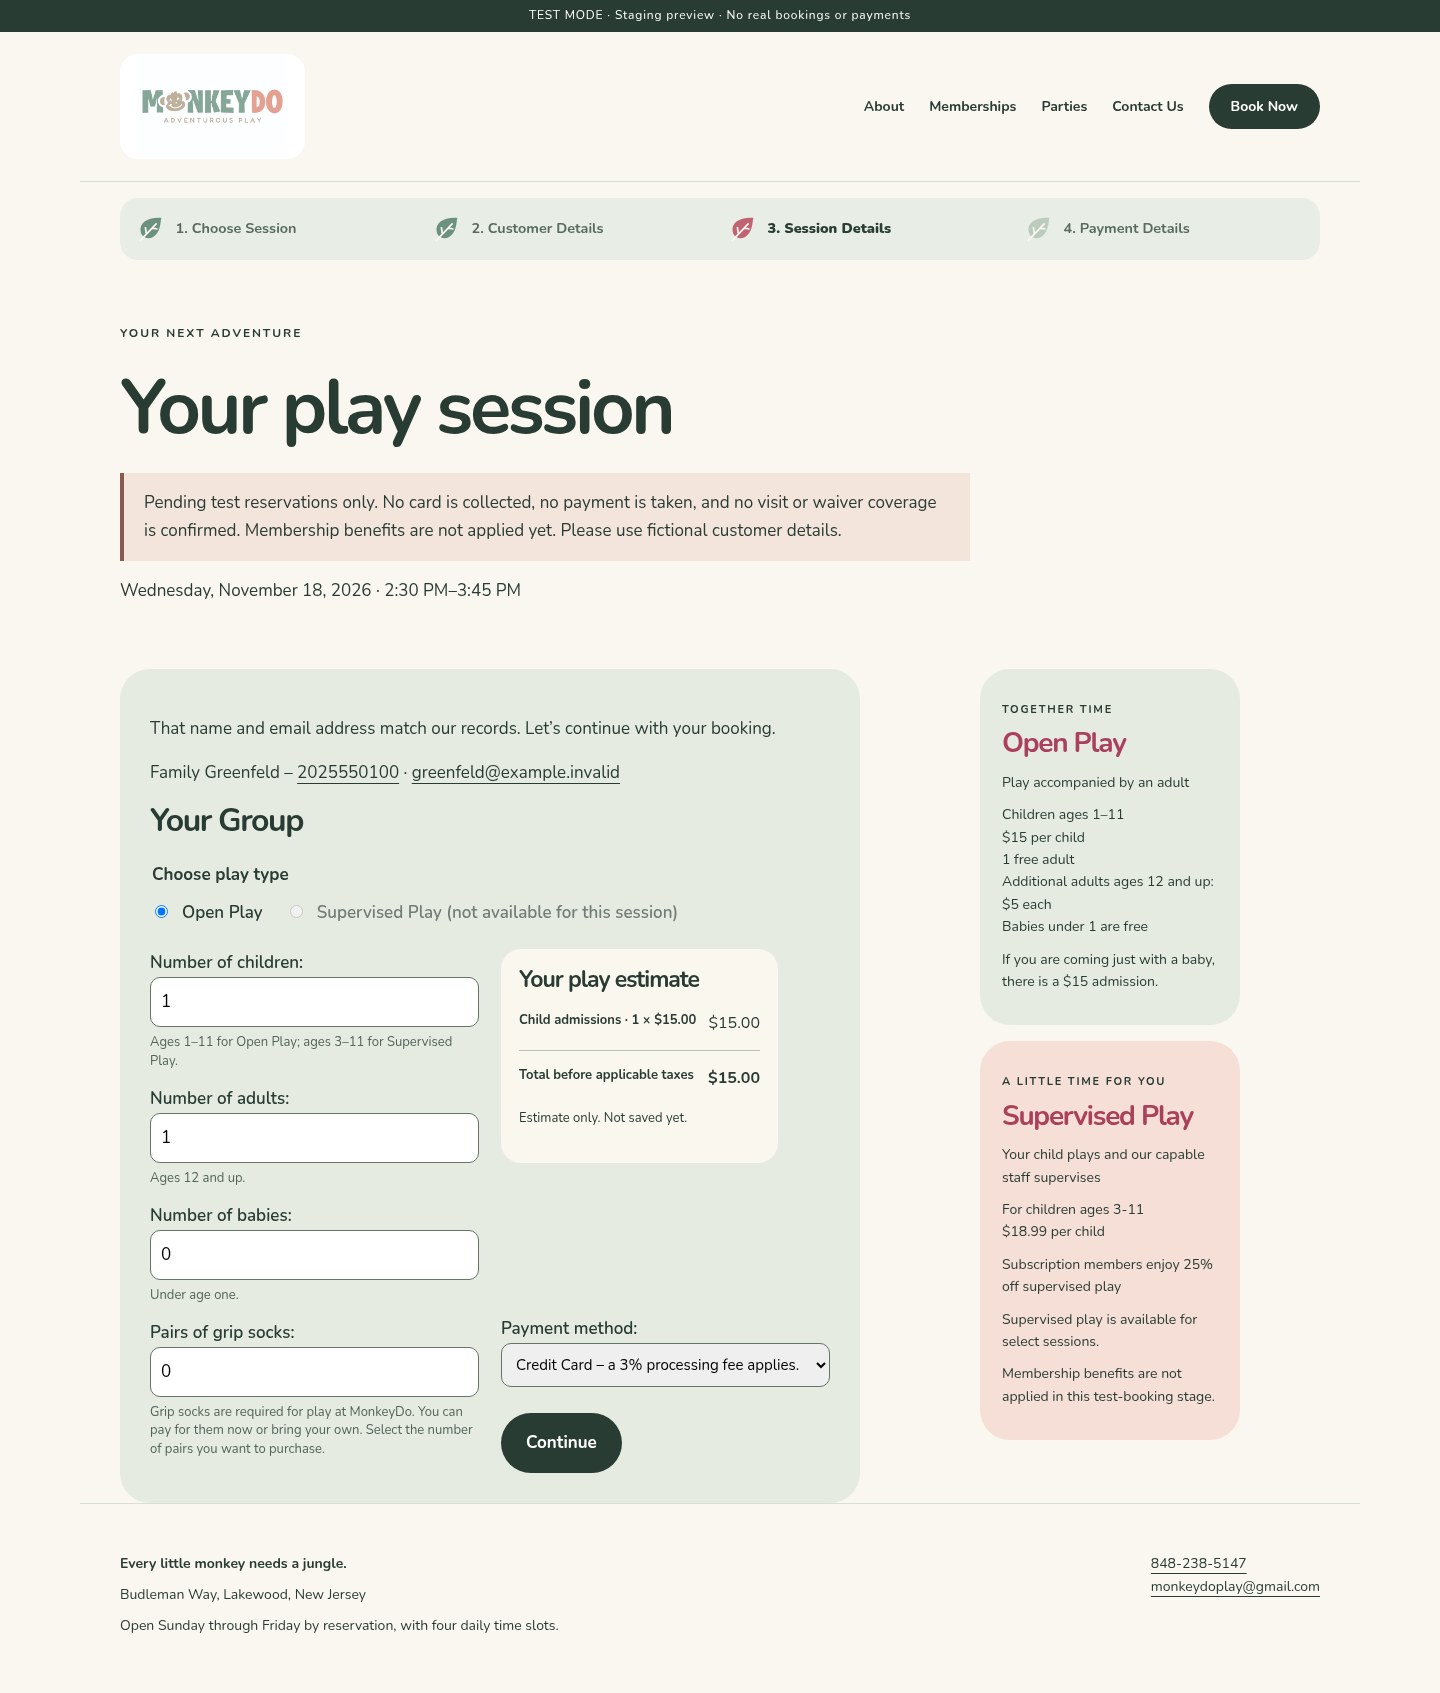 TEST MODE · Staging preview · No real bookings or payments
MONKEYDO
ADVENTUROUS PLAY
About
Memberships
Parties
Contact Us
Book Now
1. Choose Session
2. Customer Details
3. Session Details
4. Payment Details
YOUR NEXT ADVENTURE
Your play session
Pending test reservations only. No card is collected, no payment is taken, and no visit or waiver coverage
is confirmed. Membership benefits are not applied yet. Please use fictional customer details.
Wednesday, November 18, 2026 · 2:30 PM–3:45 PM
That name and email address match our records. Let’s continue with your booking.
Family Greenfeld – 2025550100 · greenfeld@example.invalid
Your Group
Choose play type
Open Play
Supervised Play (not available for this session)
Number of children:
1
Ages 1–11 for Open Play; ages 3–11 for Supervised
Play.
Number of adults:
1
Ages 12 and up.
Number of babies:
0
Under age one.
Pairs of grip socks:
0
Grip socks are required for play at MonkeyDo. You can
pay for them now or bring your own. Select the number
of pairs you want to purchase.
Your play estimate
Child admissions · 1 × $15.00 $15.00
Total before applicable taxes $15.00
Estimate only. Not saved yet.
Payment method:
Credit Card – a 3% processing fee applies.
Continue
TOGETHER TIME
Open Play
Play accompanied by an adult
Children ages 1–11
$15 per child
1 free adult
Additional adults ages 12 and up:
$5 each
Babies under 1 are free
If you are coming just with a baby,
there is a $15 admission.
A LITTLE TIME FOR YOU
Supervised Play
Your child plays and our capable
staff supervises
For children ages 3-11
$18.99 per child
Subscription members enjoy 25%
off supervised play
Supervised play is available for
select sessions.
Membership benefits are not
applied in this test-booking stage.
Every little monkey needs a jungle.
Budleman Way, Lakewood, New Jersey
Open Sunday through Friday by reservation, with four daily time slots.
848-238-5147
monkeydoplay@gmail.com